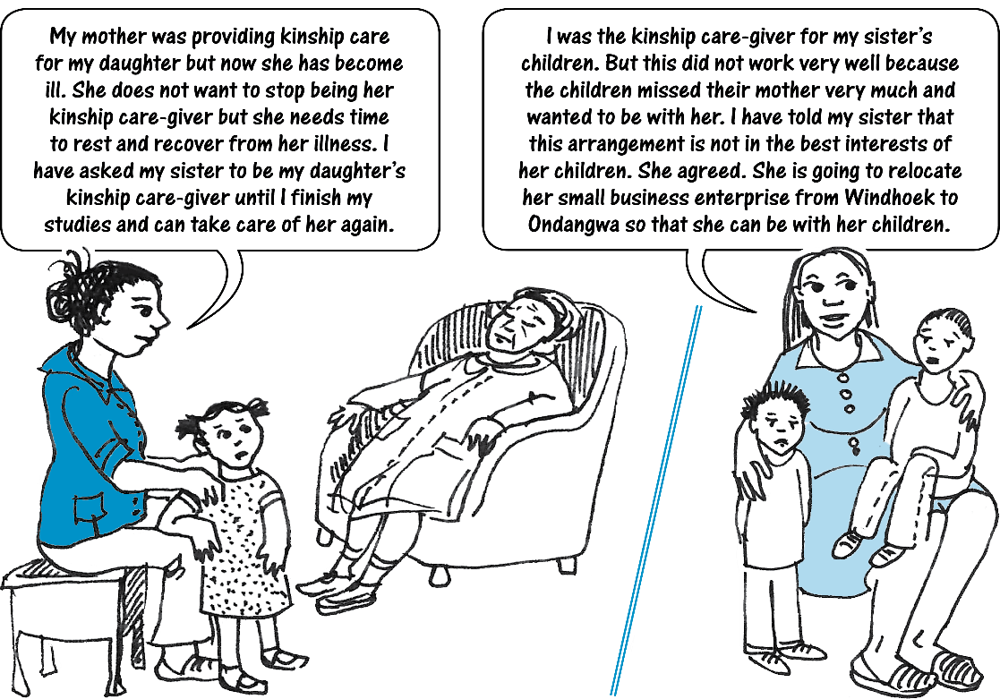 My mother was providing kinship care
for my daughter but now she has become
ill. She does not want to stop being her
kinship care-giver but she needs time
to rest and recover from her illness. I
have asked my sister to be my daughter's
kinship care-giver until I finish my
studies and can take care of her again.
I was the kinship care-giver for my sister's
children. But this did not work very well because
the children missed their mother very much and
wanted to be with her. I have told my sister that
this arrangement is not in the best interests of
her children. She agreed. She is going to relocate
her small business enterprise from Windhoek to
Ondangwa so that she can be with her children.